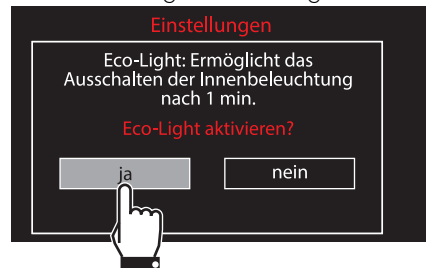 Einstellungen
Eco-Light: Ermöglicht das
Ausschalten der Innenbeleuchtung
nach 1 min.
Eco-Light aktivieren?
ja
nein